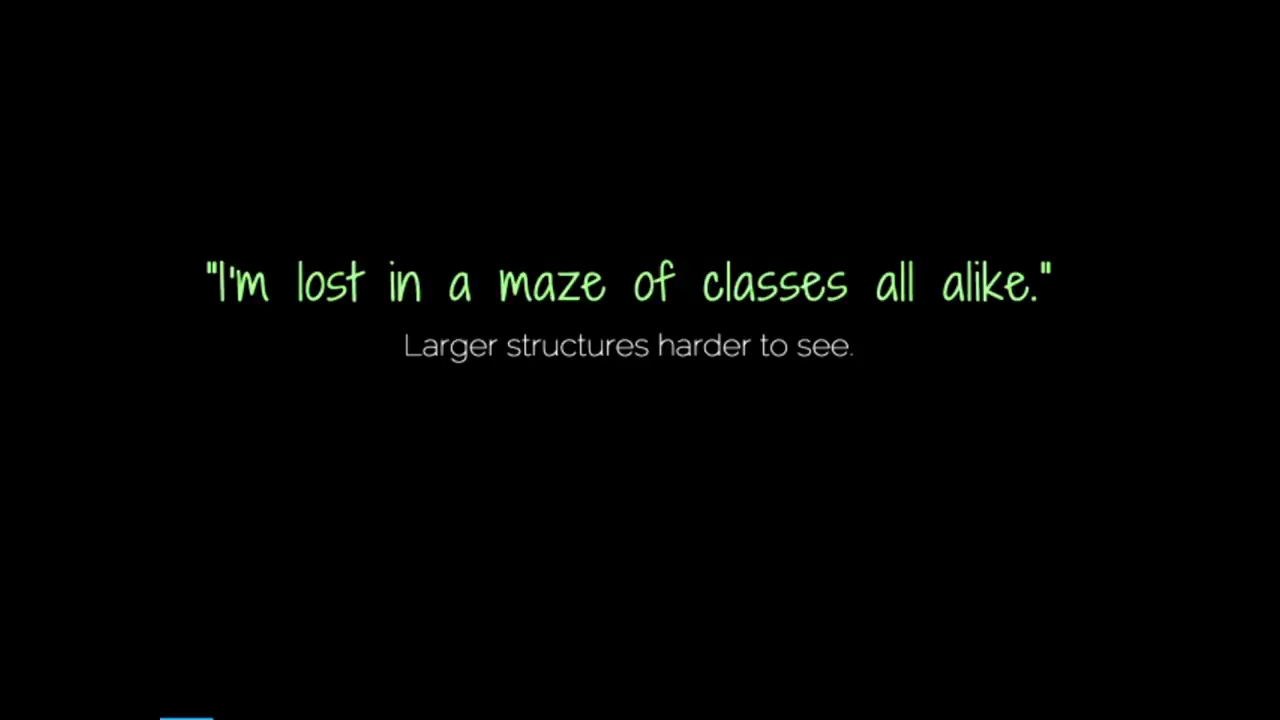 "I'm lost in a maze of classes all alike."
Larger structures harder to see.